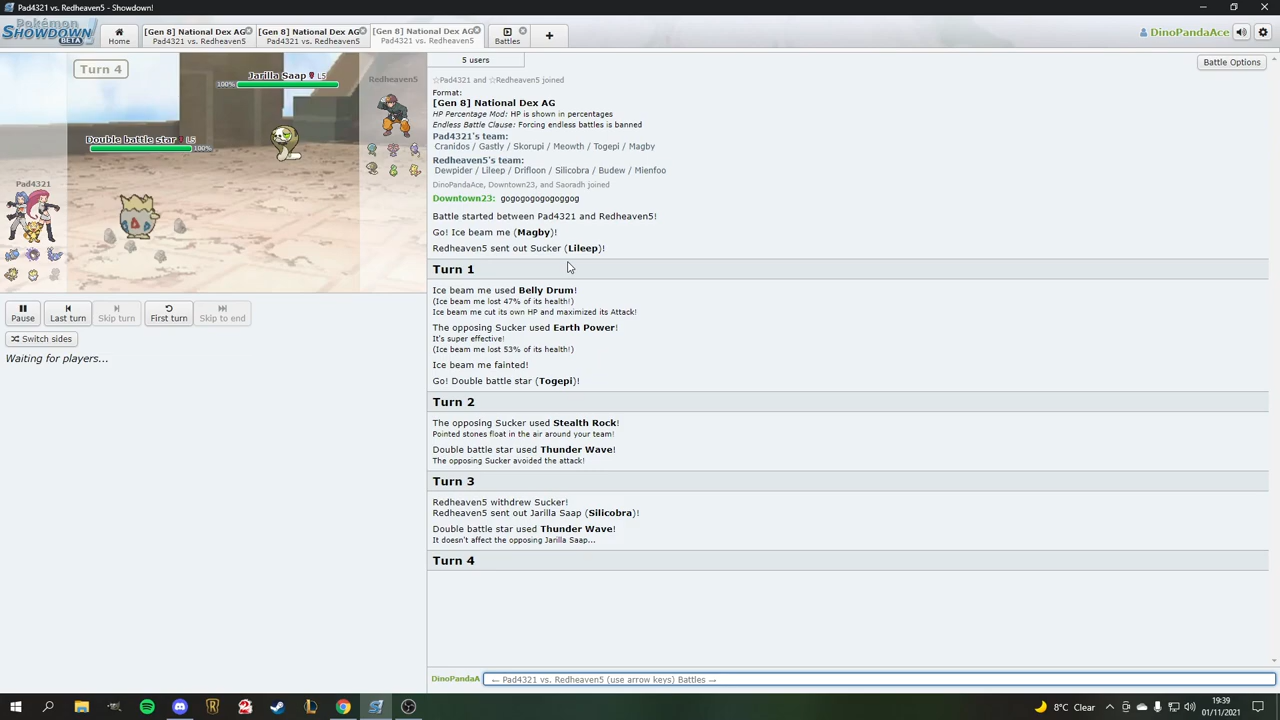 Pad4321 vs. Redheaven5 - Showdown!
Pokémon
SHOWDOWN
BETA
Home
[Gen 8] National Dex AG
Pad4321 vs. Redheaven5
[Gen 8] National Dex AG
Pad4321 vs. Redheaven5
[Gen 8] National Dex AG
Pad4321 vs. Redheaven5
Battles
DinoPandaAce
Turn 4
Jarilla Saap L5
100%
Redheaven5
Double battle star L5
100%
Pad4321
Pause
Last turn
Skip turn
First turn
Skip to end
Switch sides
Waiting for players...
5 users
Battle Options
☆Pad4321 and ☆Redheaven5 joined
Format:
[Gen 8] National Dex AG
HP Percentage Mod: HP is shown in percentages
Endless Battle Clause: Forcing endless battles is banned
Pad4321's team:
Cranidos / Gastly / Skorupi / Meowth / Togepi / Magby
Redheaven5's team:
Dewpider / Lileep / Drifloon / Silicobra / Budew / Mienfoo
DinoPandaAce, Downtown23, and Saoradh joined
Downtown23: gogogogogogoggog
Battle started between Pad4321 and Redheaven5!
Go! Ice beam me (Magby)!
Redheaven5 sent out Sucker (Lileep)!
Turn 1
Ice beam me used Belly Drum!
(Ice beam me lost 47% of its health!)
Ice beam me cut its own HP and maximized its Attack!
The opposing Sucker used Earth Power!
It's super effective!
(Ice beam me lost 53% of its health!)
Ice beam me fainted!
Go! Double battle star (Togepi)!
Turn 2
The opposing Sucker used Stealth Rock!
Pointed stones float in the air around your team!
Double battle star used Thunder Wave!
The opposing Sucker avoided the attack!
Turn 3
Redheaven5 withdrew Sucker!
Redheaven5 sent out Jarilla Saap (Silicobra)!
Double battle star used Thunder Wave!
It doesn't affect the opposing Jarilla Saap...
Turn 4
DinoPandaA
← Pad4321 vs. Redheaven5 (use arrow keys) Battles →
8°C Clear
19:39
01/11/2021